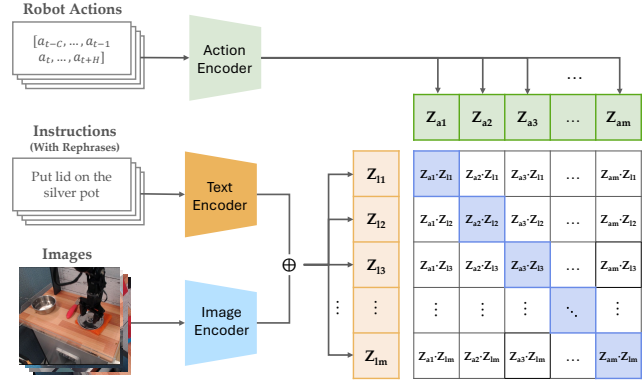 Robot Actions
[a_{t-C}, …, a_{t-1}
a_t, …, a_{t+H}]
Action
Encoder
…
Z_{a1} Z_{a2} Z_{a3} … Z_{am}
Instructions
(With Rephrases)
Put lid on the
silver pot
Text
Encoder
Images
Image
Encoder
⊕
Z_{l1}
Z_{l2}
Z_{l3}
⋮ ⋮
Z_{lm}
Z_{a1}·Z_{l1} Z_{a2}·Z_{l1} Z_{a3}·Z_{l1} … Z_{am}·Z_{l1}
Z_{a1}·Z_{l2} Z_{a2}·Z_{l2} Z_{a3}·Z_{l2} … Z_{am}·Z_{l2}
Z_{a1}·Z_{l3} Z_{a2}·Z_{l3} Z_{a3}·Z_{l3} … Z_{am}·Z_{l3}
⋮ ⋮ ⋮ ⋱ ⋮
Z_{a1}·Z_{lm} Z_{a2}·Z_{lm} Z_{a3}·Z_{lm} … Z_{am}·Z_{lm}